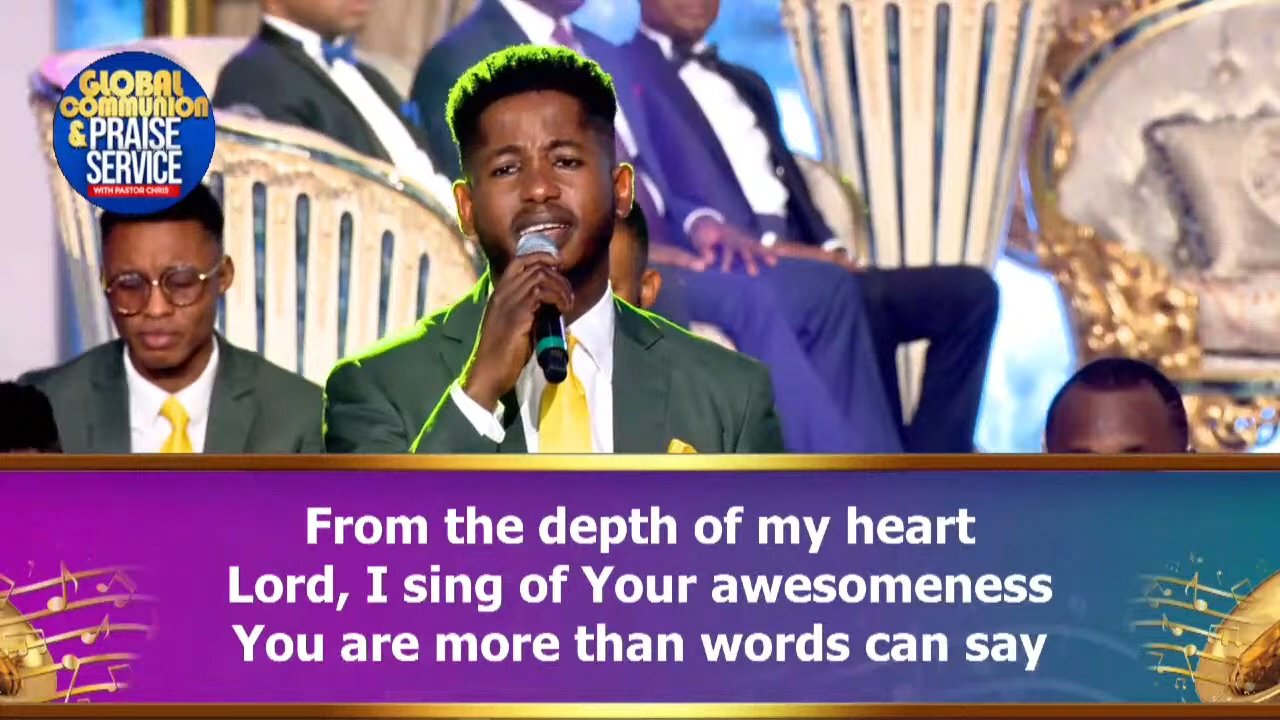 GLOBAL
COMMUNION
& PRAISE
SERVICE
WITH PASTOR CHRIS
From the depth of my heart
Lord, I sing of Your awesomeness
You are more than words can say